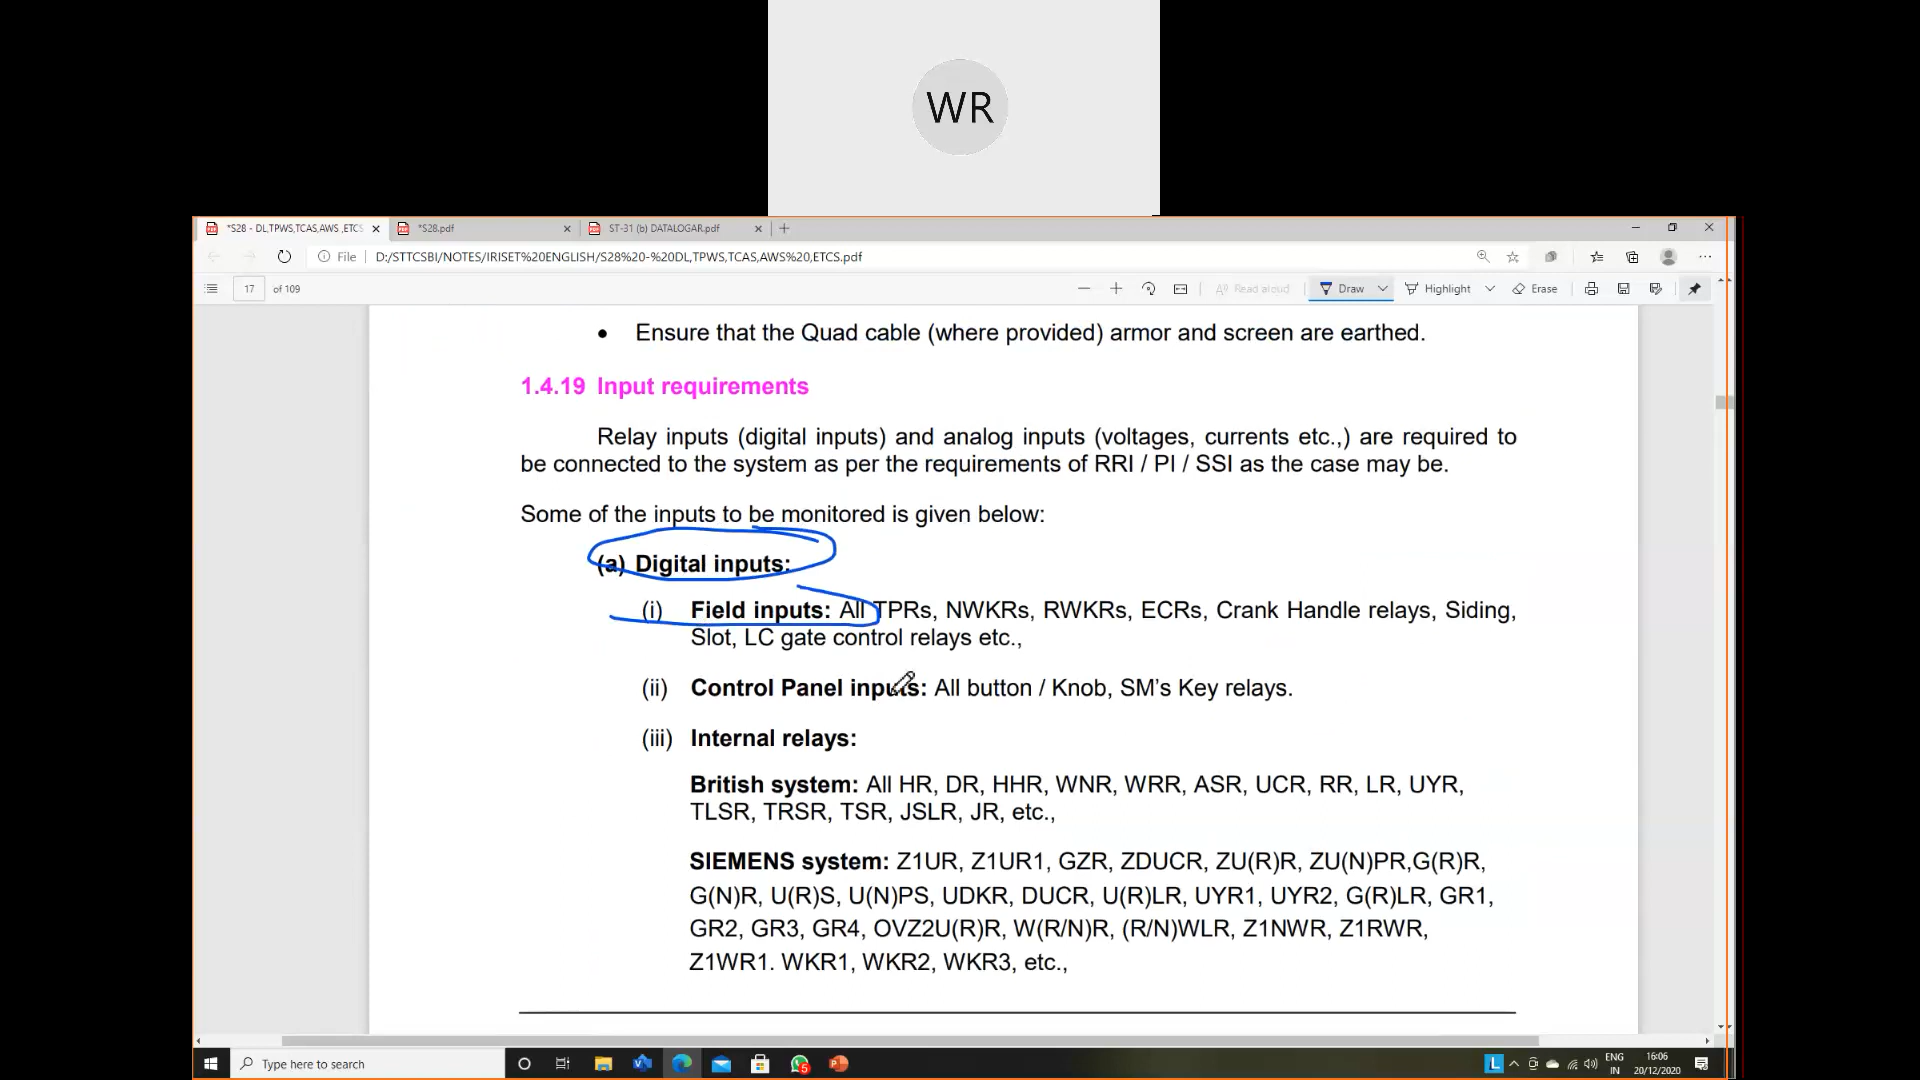 WR
*S28 - DL,TPWS,TCAS,AWS ,ETCS
*S28.pdf
ST-31 (b) DATALOGAR.pdf
File D:/STTCSBI/NOTES/IRISET%20ENGLISH/S28%20-%20DL,TPWS,TCAS,AWS%20,ETCS.pdf
17 of 109
Read aloud
Draw
Highlight
Erase
• Ensure that the Quad cable (where provided) armor and screen are earthed.
1.4.19 Input requirements
Relay inputs (digital inputs) and analog inputs (voltages, currents etc.,) are required to
be connected to the system as per the requirements of RRI / PI / SSI as the case may be.
Some of the inputs to be monitored is given below:
(a) Digital inputs:
(i) Field inputs: All TPRs, NWKRs, RWKRs, ECRs, Crank Handle relays, Siding,
Slot, LC gate control relays etc.,
(ii) Control Panel inputs: All button / Knob, SM's Key relays.
(iii) Internal relays:
British system: All HR, DR, HHR, WNR, WRR, ASR, UCR, RR, LR, UYR,
TLSR, TRSR, TSR, JSLR, JR, etc.,
SIEMENS system: Z1UR, Z1UR1, GZR, ZDUCR, ZU(R)R, ZU(N)PR,G(R)R,
G(N)R, U(R)S, U(N)PS, UDKR, DUCR, U(R)LR, UYR1, UYR2, G(R)LR, GR1,
GR2, GR3, GR4, OVZ2U(R)R, W(R/N)R, (R/N)WLR, Z1NWR, Z1RWR,
Z1WR1. WKR1, WKR2, WKR3, etc.,
Type here to search
5
L
ENG
IN
16:06
20/12/2020